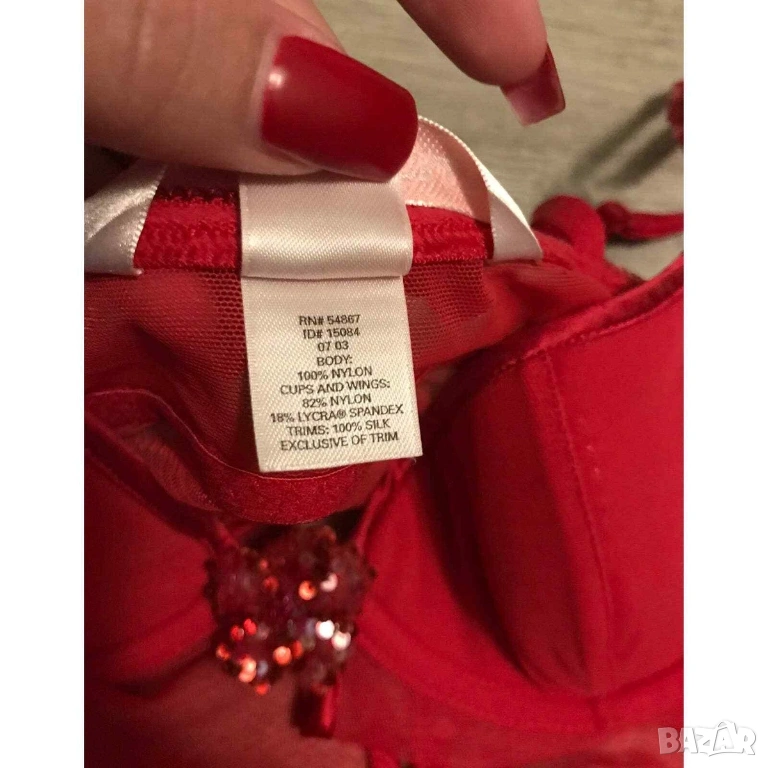 RN# 54867
ID# 15084
07 03
BODY:
100% NYLON
CUPS AND WINGS:
82% NYLON
18% LYCRA® SPANDEX
TRIMS: 100% SILK
EXCLUSIVE OF TRIM
BAZAR